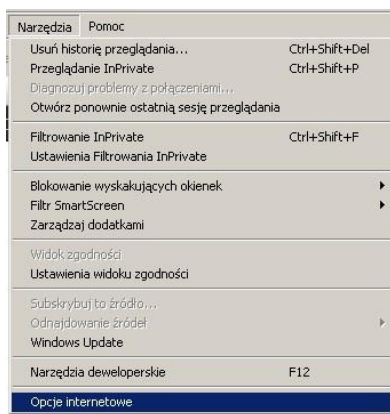 Narzędzia Pomoc
Usuń historię przeglądania... Ctrl+Shift+Del
Przeglądanie InPrivate Ctrl+Shift+P
Diagnozuj problemy z połączeniami...
Otwórz ponownie ostatnią sesję przeglądania
Filtrowanie InPrivate Ctrl+Shift+F
Ustawienia Filtrowania InPrivate
Blokowanie wyskakujących okienek
Filtr SmartScreen
Zarządzaj dodatkami
Widok zgodności
Ustawienia widoku zgodności
Subskrybuj to źródło...
Odnajdowanie źródeł
Windows Update
Narzędzia deweloperskie F12
Opcje internetowe